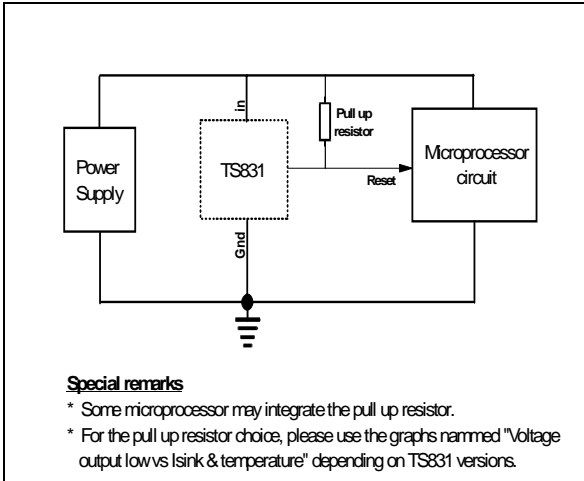 in
Pull up
resistor
Power
Supply
TS831
Microprocessor
circuit
Reset
Gnd
Special remarks
* Some microprocessor may integrate the pull up resistor.
* For the pull up resistor choice, please use the graphs nammed "Voltage
output low vs Isink & temperature" depending on TS831 versions.